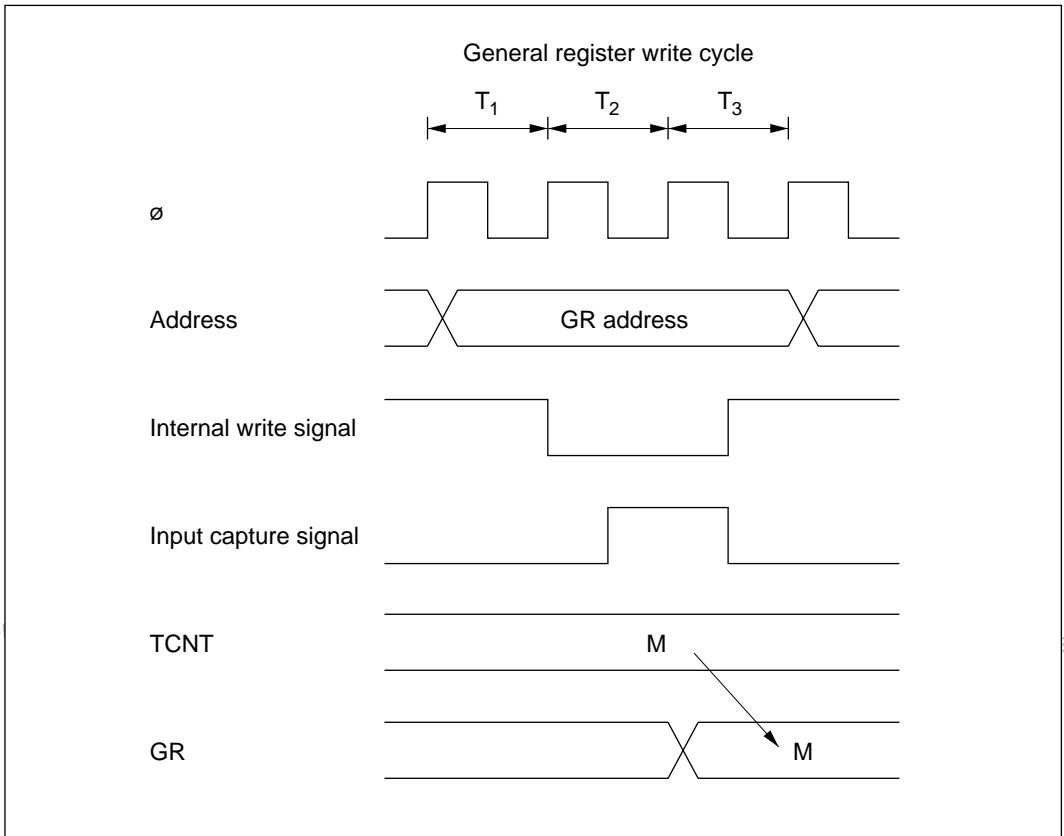 General register write cycle
T1 T2 T3
ø
Address GR address
Internal write signal
Input capture signal
TCNT M
GR M